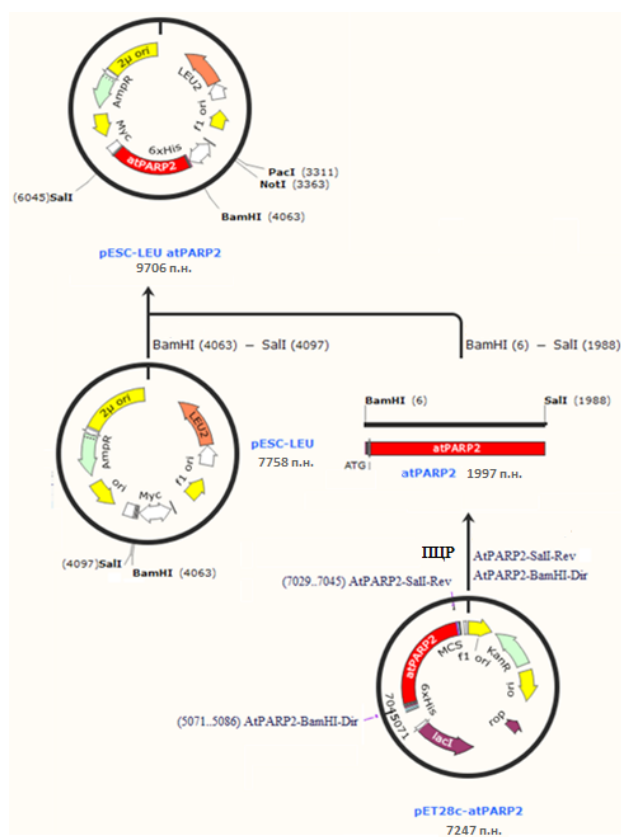 2μ ori
LEU2
AmpR
f1 ori
Myc
6xHis
atPARP2
PacI (3311)
NotI (3363)
(6045)SalI
BamHI (4063)
pESC-LEU atPARP2
9706 п.н.
BamHI (4063) – SalI (4097)
BamHI (6) – SalI (1988)
2μ ori
LEU2
AmpR
f1 ori
ori
Myc
(4097)SalI
BamHI (4063)
pESC-LEU
7758 п.н.
BamHI (6)
SalI (1988)
atPARP2
ATG
atPARP2 1997 п.н.
ПЦР
AtPARP2-SalI-Rev
AtPARP2-BamHI-Dir
(7029..7045) AtPARP2-SalI-Rev
MCS
f1 ori
atPARP2
KanR
6xHis
ori
7045
5071
rop
lacI
(5071..5086) AtPARP2-BamHI-Dir
pET28c-atPARP2
7247 п.н.